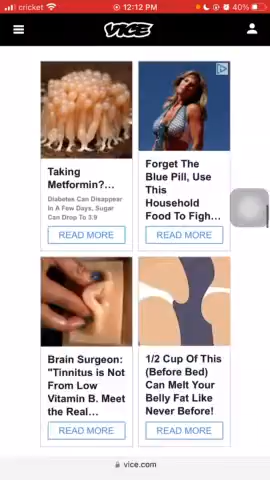 cricket
12:12 PM
40%
VICE
Taking
Metformin?...
Diabetes Can Disappear
In A Few Days, Sugar
Can Drop To 3.9
READ MORE
Forget The
Blue Pill, Use
This
Household
Food To Figh...
READ MORE
Brain Surgeon:
"Tinnitus is Not
From Low
Vitamin B. Meet
the Real...
READ MORE
1/2 Cup Of This
(Before Bed)
Can Melt Your
Belly Fat Like
Never Before!
READ MORE
vice.com